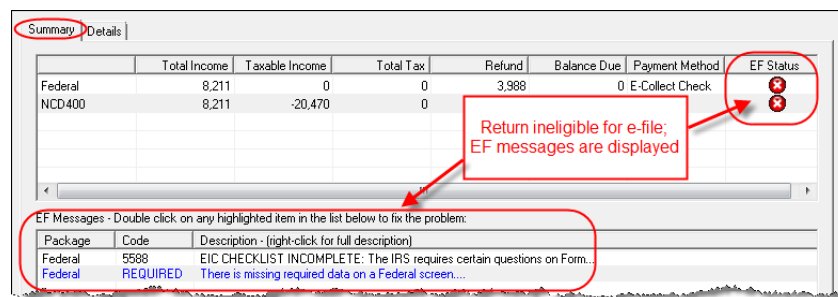 Summary Details
Total Income Taxable Income Total Tax Refund Balance Due Payment Method EF Status
Federal 8,211 0 0 3,988 0 E-Collect Check
NCD400 8,211 -20,470 0
Return ineligible for e-file;
EF messages are displayed
EF Messages - Double click on any highlighted item in the list below to fix the problem:
Package Code Description - (right-click for full description)
Federal 5588 EIC CHECKLIST INCOMPLETE: The IRS requires certain questions on Form...
Federal REQUIRED There is missing required data on a Federal screen....